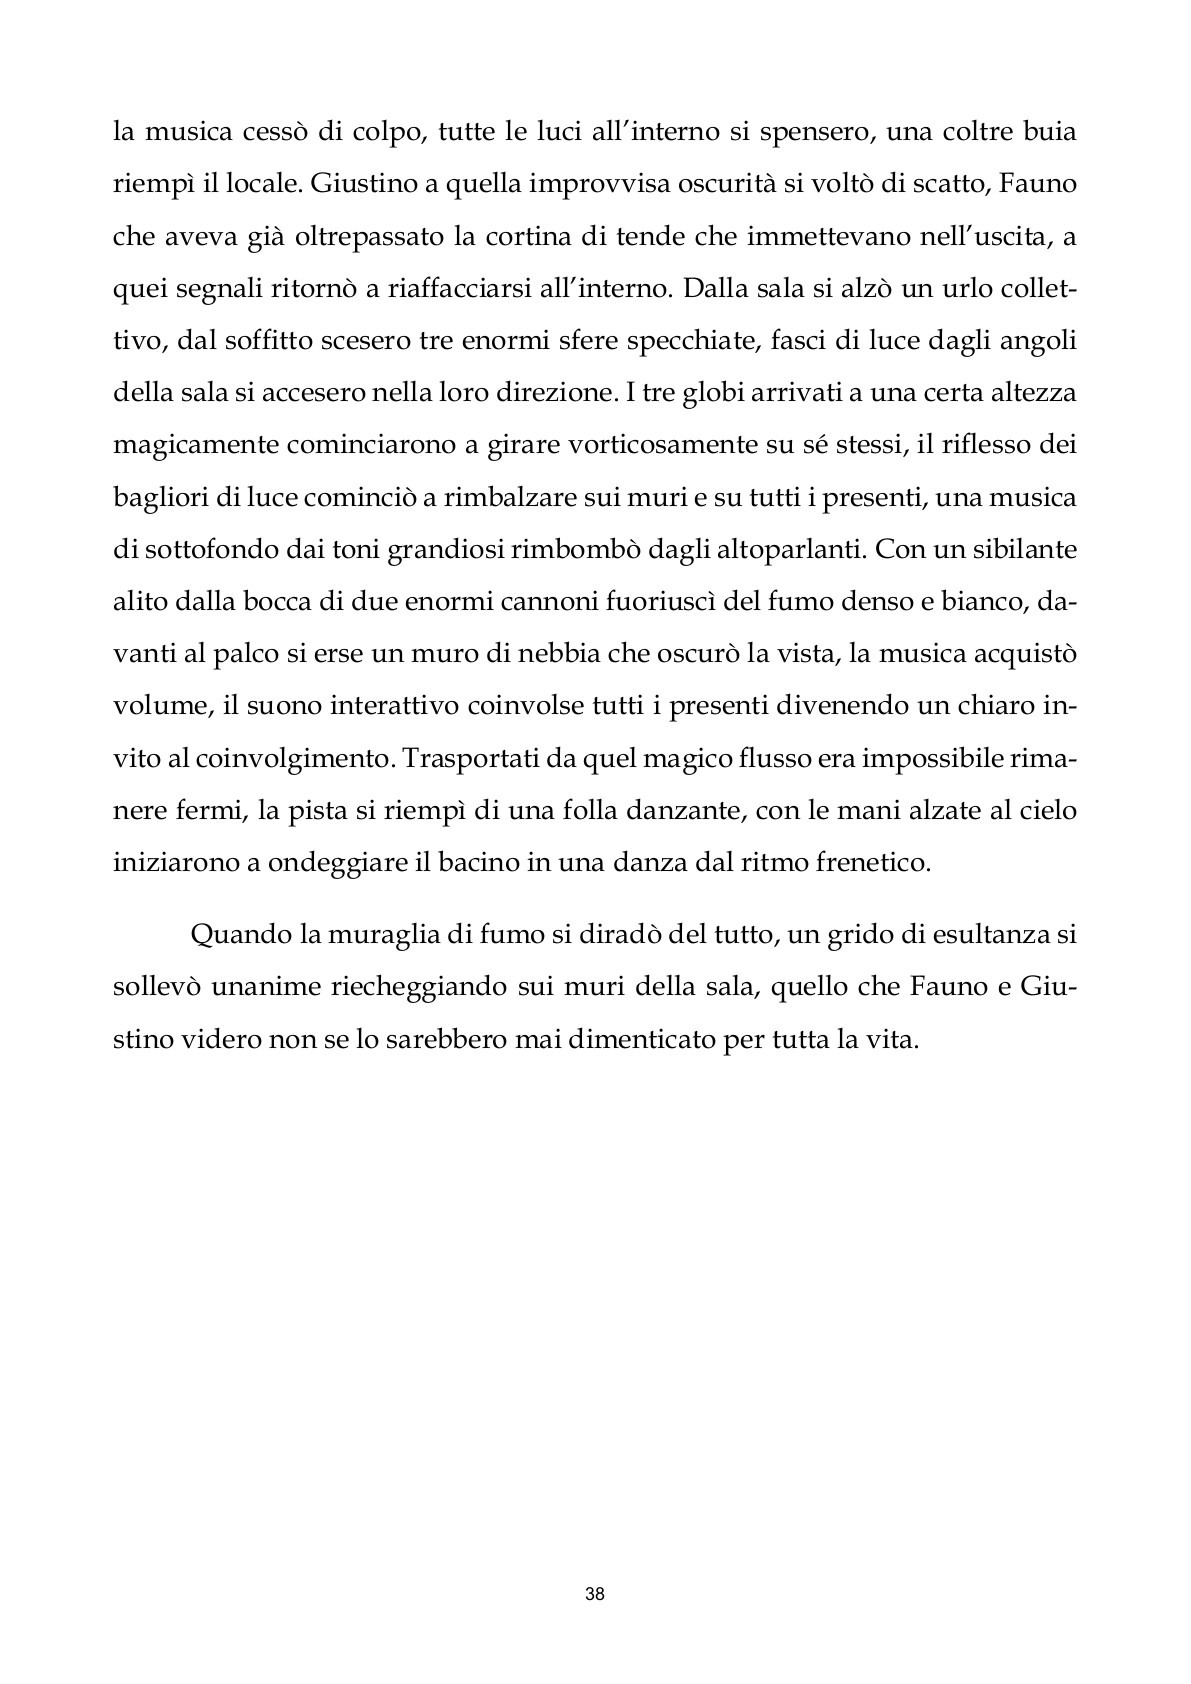 la musica cessò di colpo, tutte le luci all’interno si spensero, una coltre buia
riempì il locale. Giustino a quella improvvisa oscurità si voltò di scatto, Fauno
che aveva già oltrepassato la cortina di tende che immettevano nell’uscita, a
quei segnali ritornò a riaffacciarsi all’interno. Dalla sala si alzò un urlo collet-
tivo, dal soffitto scesero tre enormi sfere specchiate, fasci di luce dagli angoli
della sala si accesero nella loro direzione. I tre globi arrivati a una certa altezza
magicamente cominciarono a girare vorticosamente su sé stessi, il riflesso dei
bagliori di luce cominciò a rimbalzare sui muri e su tutti i presenti, una musica
di sottofondo dai toni grandiosi rimbombò dagli altoparlanti. Con un sibilante
alito dalla bocca di due enormi cannoni fuoriuscì del fumo denso e bianco, da-
vanti al palco si erse un muro di nebbia che oscurò la vista, la musica acquistò
volume, il suono interattivo coinvolse tutti i presenti divenendo un chiaro in-
vito al coinvolgimento. Trasportati da quel magico flusso era impossibile rima-
nere fermi, la pista si riempì di una folla danzante, con le mani alzate al cielo
iniziarono a ondeggiare il bacino in una danza dal ritmo frenetico.
Quando la muraglia di fumo si diradò del tutto, un grido di esultanza si
sollevò unanime riecheggiando sui muri della sala, quello che Fauno e Giu-
stino videro non se lo sarebbero mai dimenticato per tutta la vita.
38